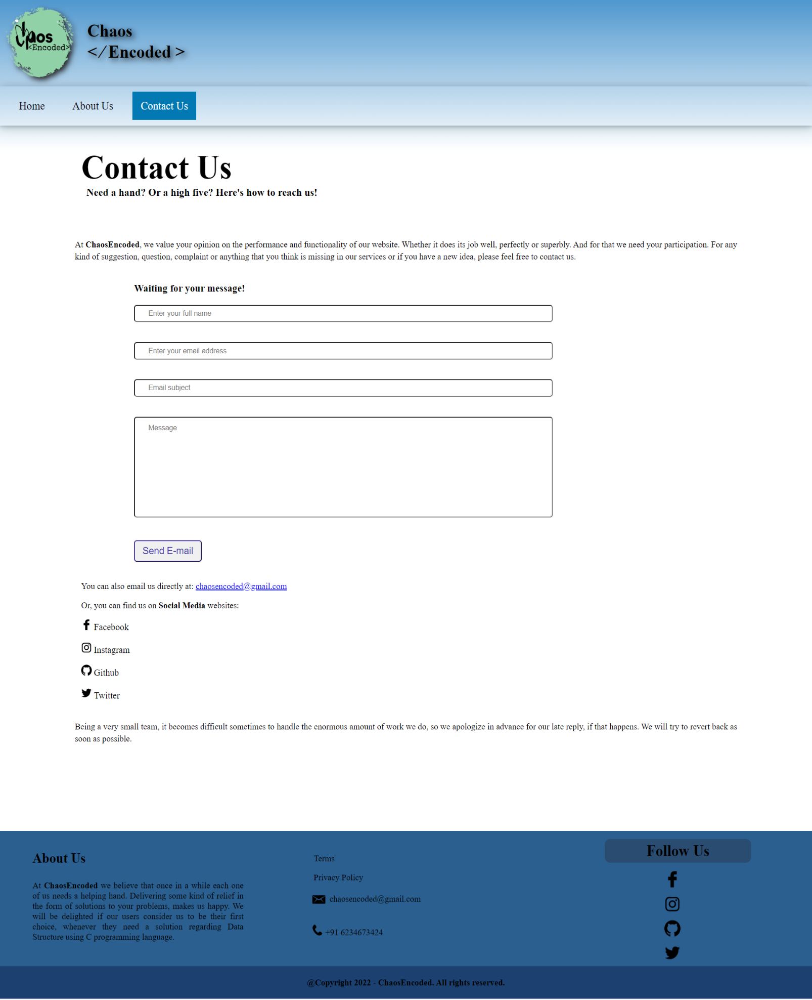 Chaos
<Encoded>
Chaos
</Encoded >
Home
About Us
Contact Us
Contact Us
Need a hand? Or a high five? Here's how to reach us!
At ChaosEncoded, we value your opinion on the performance and functionality of our website. Whether it does its job well, perfectly or superbly. And for that we need your participation. For any
kind of suggestion, question, complaint or anything that you think is missing in our services or if you have a new idea, please feel free to contact us.
Waiting for your message!
Enter your full name
Enter your email address
Email subject
Message
Send E-mail
You can also email us directly at: chaosencoded@gmail.com
Or, you can find us on Social Media websites:
Facebook
Instagram
Github
Twitter
Being a very small team, it becomes difficult sometimes to handle the enormous amount of work we do, so we apologize in advance for our late reply, if that happens. We will try to revert back as
soon as possible.
About Us
At ChaosEncoded we believe that once in a while each one
of us needs a helping hand. Delivering some kind of relief in
the form of solutions to your problems, makes us happy. We
will be delighted if our users consider us to be their first
choice, whenever they need a solution regarding Data
Structure using C programming language.
Terms
Privacy Policy
chaosencoded@gmail.com
+91 6234673424
Follow Us
@Copyright 2022 - ChaosEncoded. All rights reserved.